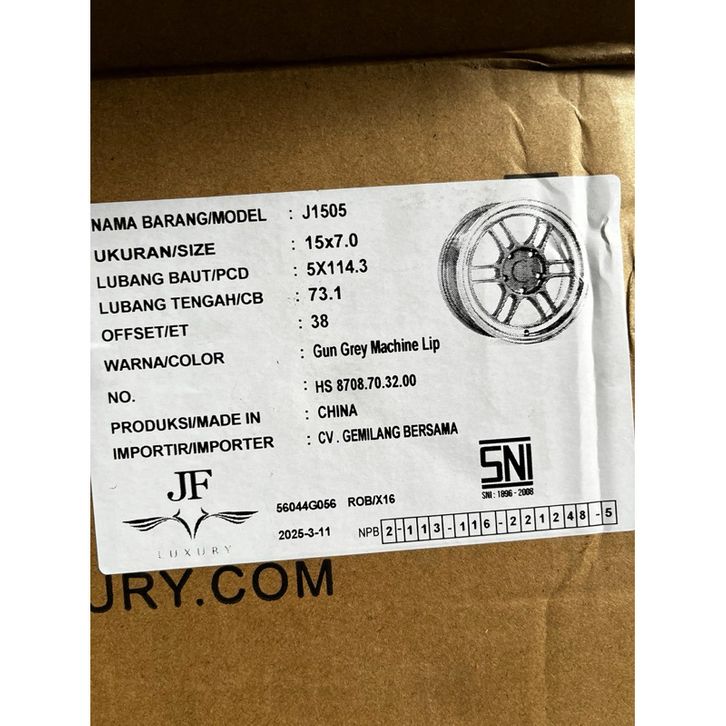 NAMA BARANG/MODEL : J1505
UKURAN/SIZE : 15x7.0
LUBANG BAUT/PCD : 5X114.3
LUBANG TENGAH/CB : 73.1
OFFSET/ET : 38
WARNA/COLOR : Gun Grey Machine Lip
NO. : HS 8708.70.32.00
PRODUKSI/MADE IN : CHINA
IMPORTIR/IMPORTER : CV. GEMILANG BERSAMA
JF
LUXURY
56044G056 ROB/X16
2025-3-11
SNI
SNI : 1896 - 2008
NPB 2-113-116-221248-5
URY.COM